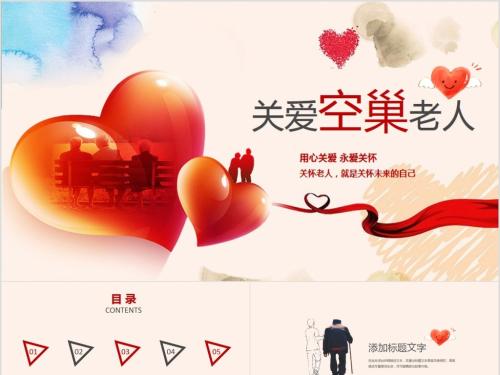 关爱空巢老人
用心关爱 永爱关怀
关怀老人，就是关怀未来的自己
目录
CONTENTS
01 02 03 04 05
添加标题文字